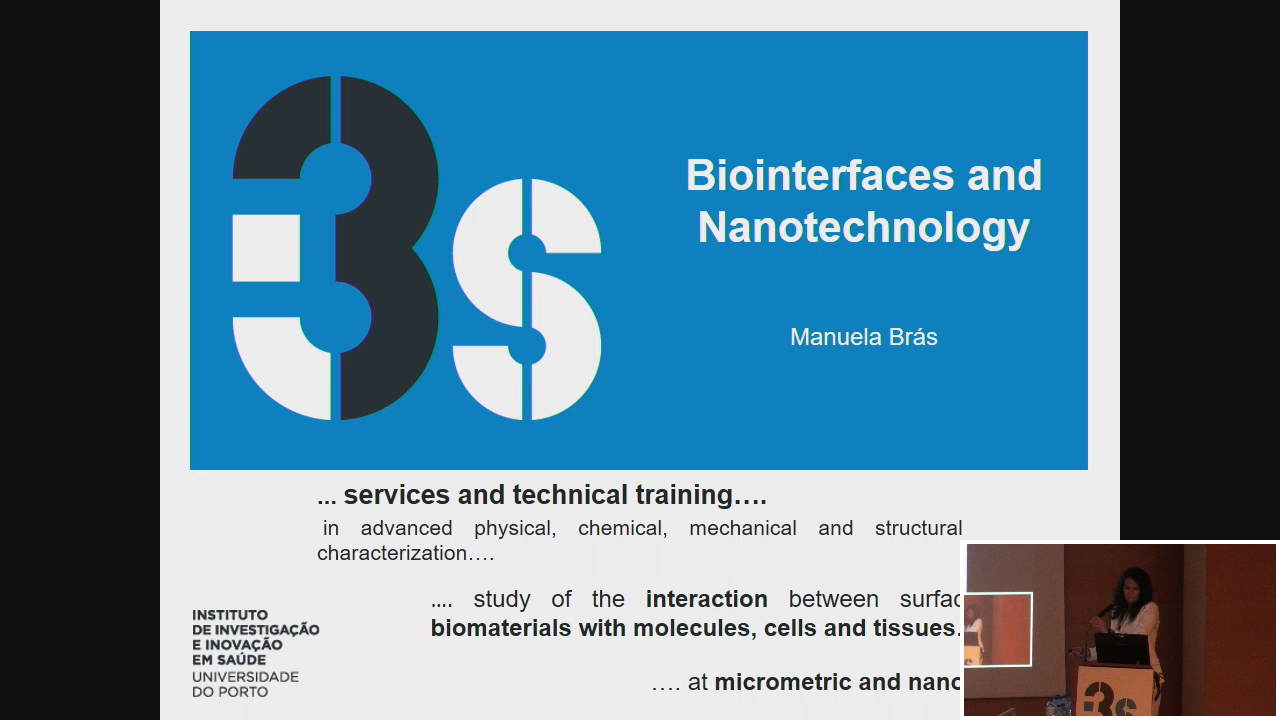 i3s
Biointerfaces and
Nanotechnology
Manuela Brás
... services and technical training….
in advanced physical, chemical, mechanical and structural
characterization….
…. study of the interaction between
biomaterials with molecules, cells and tissues.
…. at micrometric and
INSTITUTO
DE INVESTIGAÇÃO
E INOVAÇÃO
EM SAÚDE
UNIVERSIDADE
DO PORTO
i3s